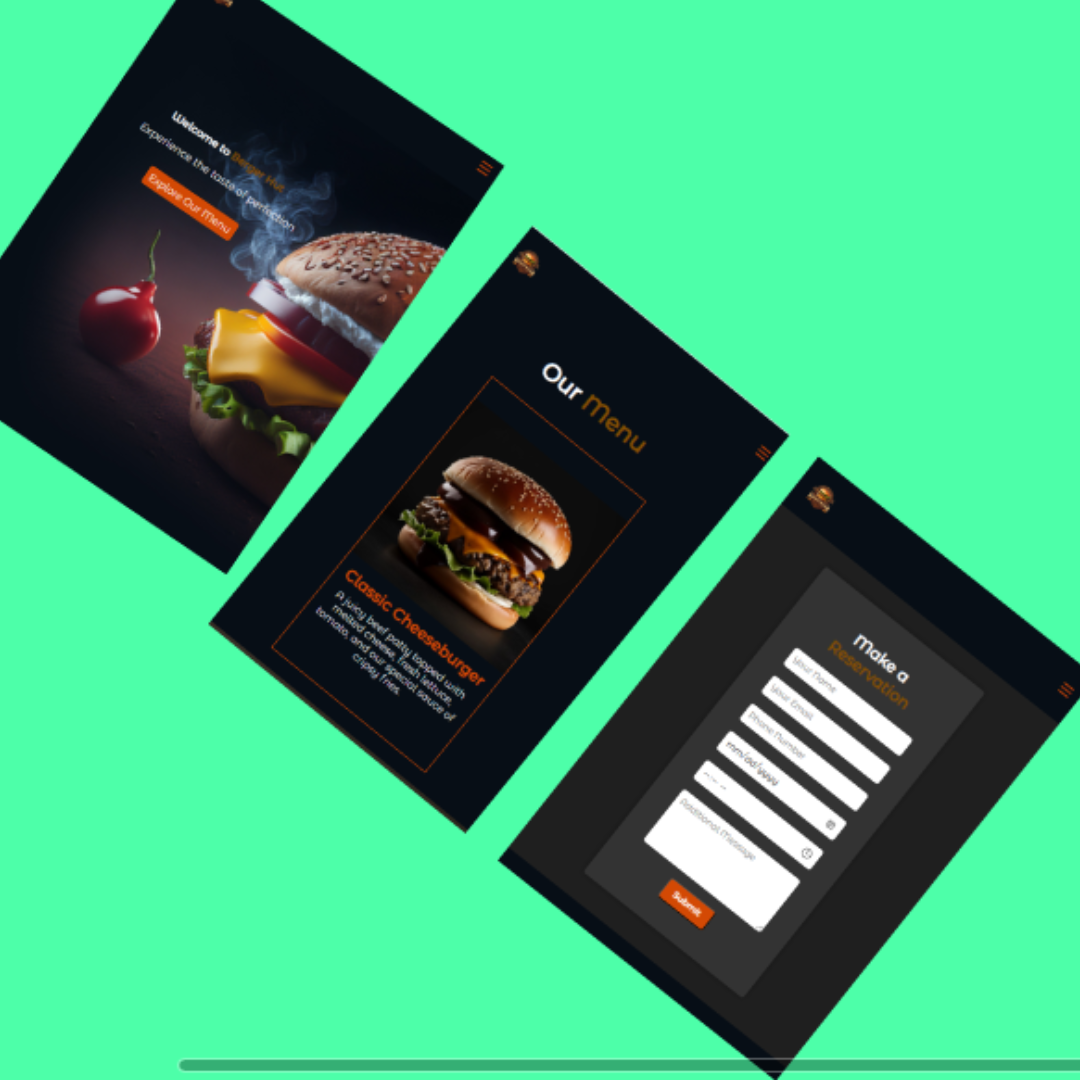 Welcome to Burger Hut
Experience the taste of perfection
Explore Our Menu
Our Menu
Classic Cheeseburger
A juicy beef patty topped with
melted cheese, fresh lettuce,
tomato, and our special sauce of
cripsy fries.
Make a
Reservation
Your Name
Your Email
Phone Number
mm/dd/yyyy
--:-- --
Additional Message
Submit